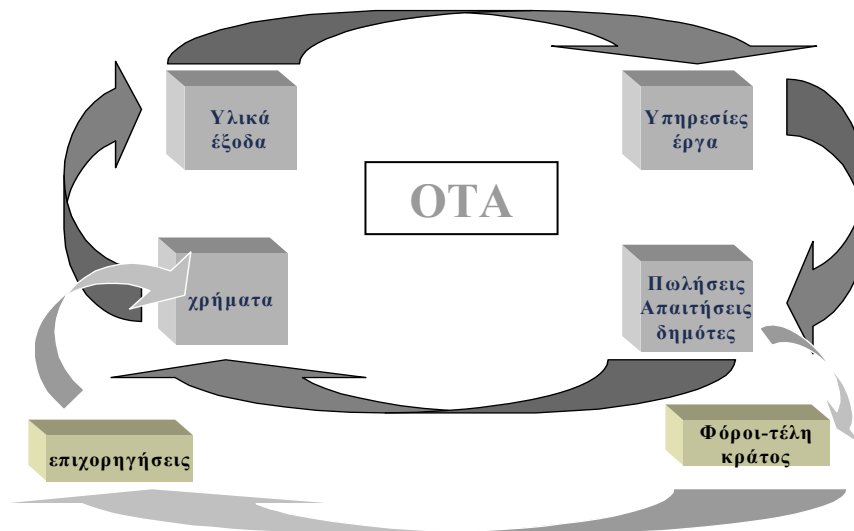 Υλικά
έξοδα
Υπηρεσίες
έργα
ΟΤΑ
χρήματα
Πωλήσεις
Απαιτήσεις
δημότες
επιχορηγήσεις
Φόροι-τέλη
κράτος